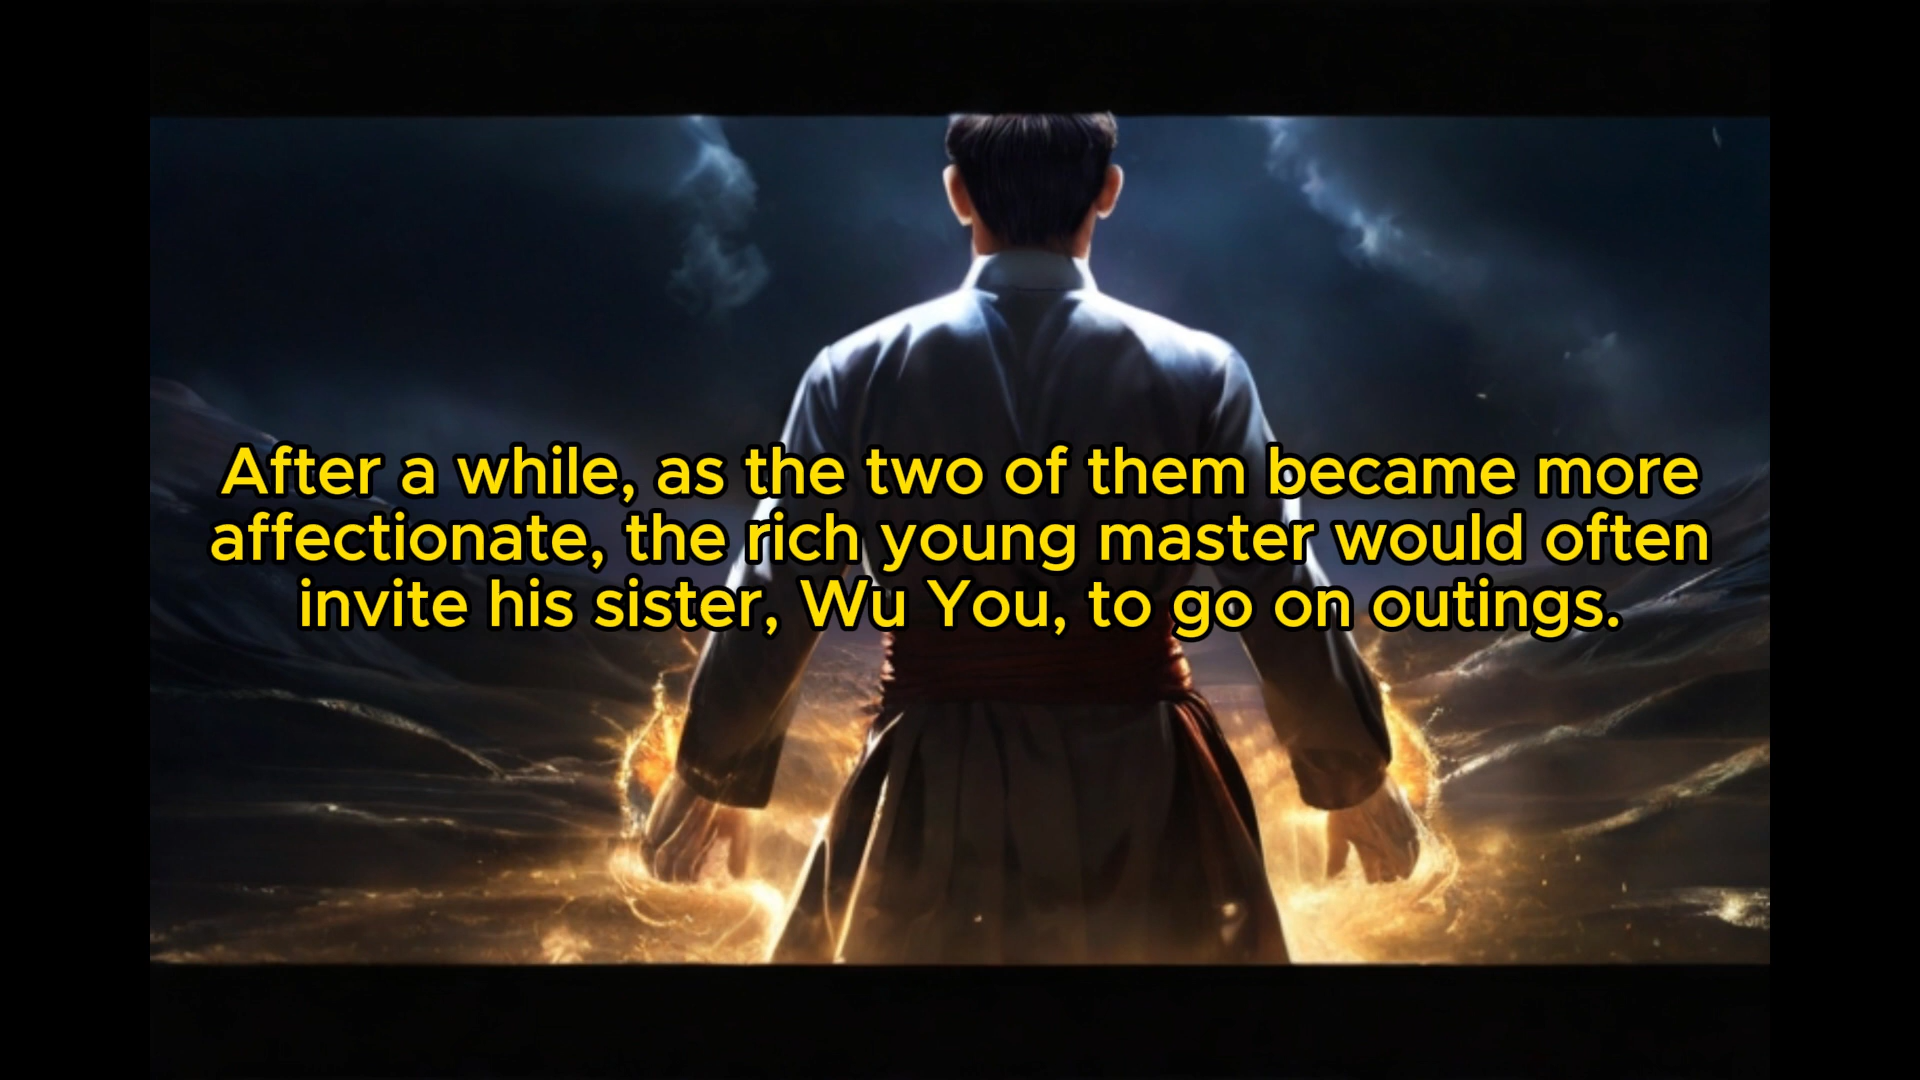 After a while, as the two of them became more
affectionate, the rich young master would often
invite his sister, Wu You, to go on outings.